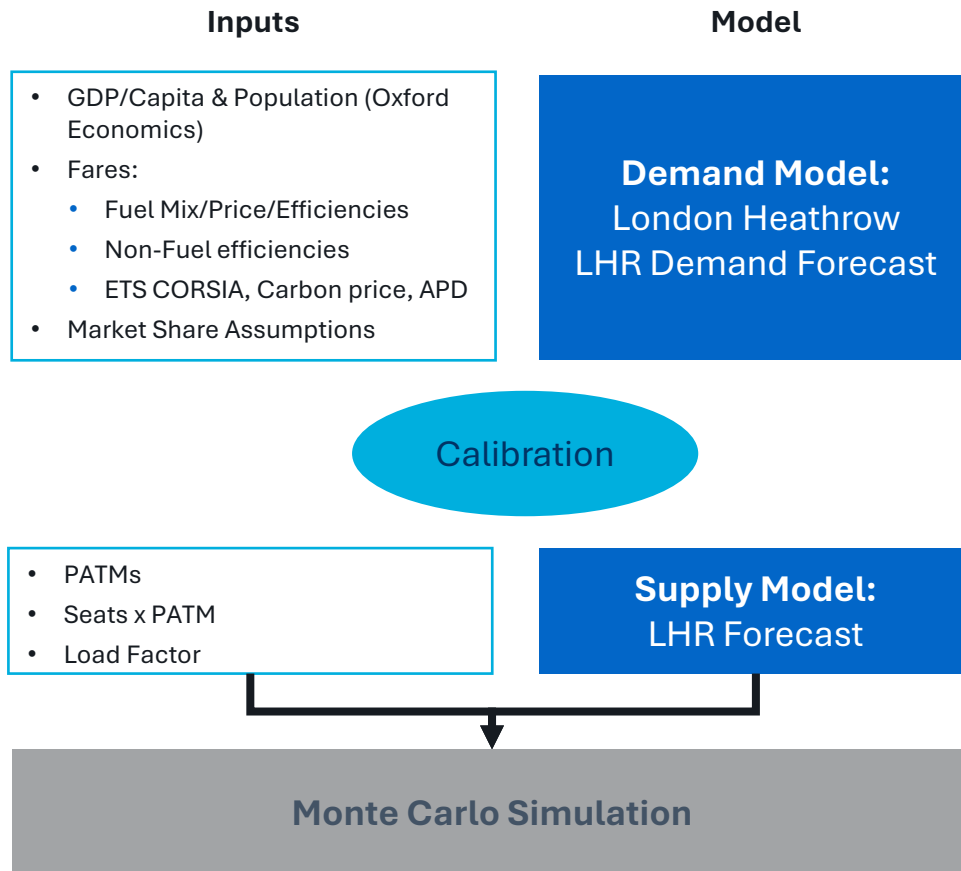 Inputs
Model
• GDP/Capita & Population (Oxford
Economics)
• Fares:
• Fuel Mix/Price/Efficiencies
• Non-Fuel efficiencies
• ETS CORSIA, Carbon price, APD
• Market Share Assumptions
Demand Model:
London Heathrow
LHR Demand Forecast
Calibration
• PATMs
• Seats x PATM
• Load Factor
Supply Model:
LHR Forecast
Monte Carlo Simulation